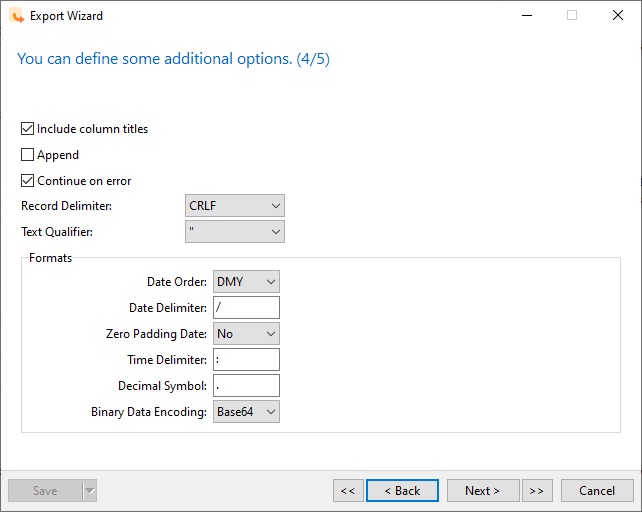 Export Wizard
You can define some additional options. (4/5)
Include column titles
Append
Continue on error
Record Delimiter: CRLF
Text Qualifier: "
Formats
Date Order: DMY
Date Delimiter: /
Zero Padding Date: No
Time Delimiter: :
Decimal Symbol: .
Binary Data Encoding: Base64
Save << < Back Next > >> Cancel